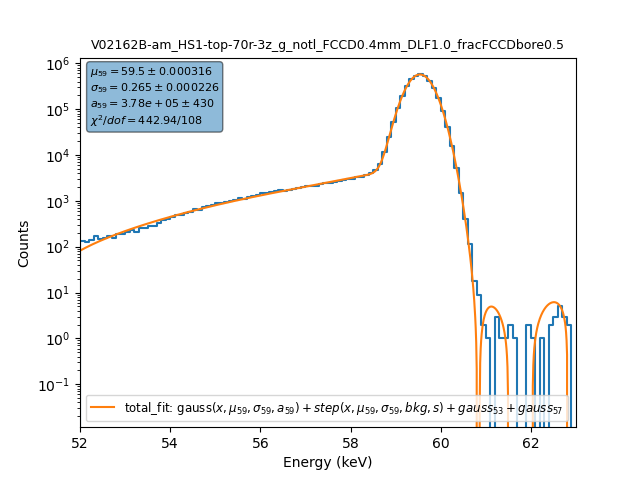 V02162B-am_HS1-top-70r-3z_g_notl_FCCD0.4mm_DLF1.0_fracFCCDbore0.5
μ₅₉ = 59.5 ± 0.000316
σ₅₉ = 0.265 ± 0.000226
a₅₉ = 3.78e + 05 ± 430
χ²/dof = 442.94/108
10⁶
10⁵
10⁴
10³
10²
10¹
10⁰
10⁻¹
Counts
total_fit: gauss(x, μ₅₉, σ₅₉, a₅₉) + step(x, μ₅₉, σ₅₉, bkg, s) + gauss₅₃ + gauss₅₇
52 54 56 58 60 62
Energy (keV)